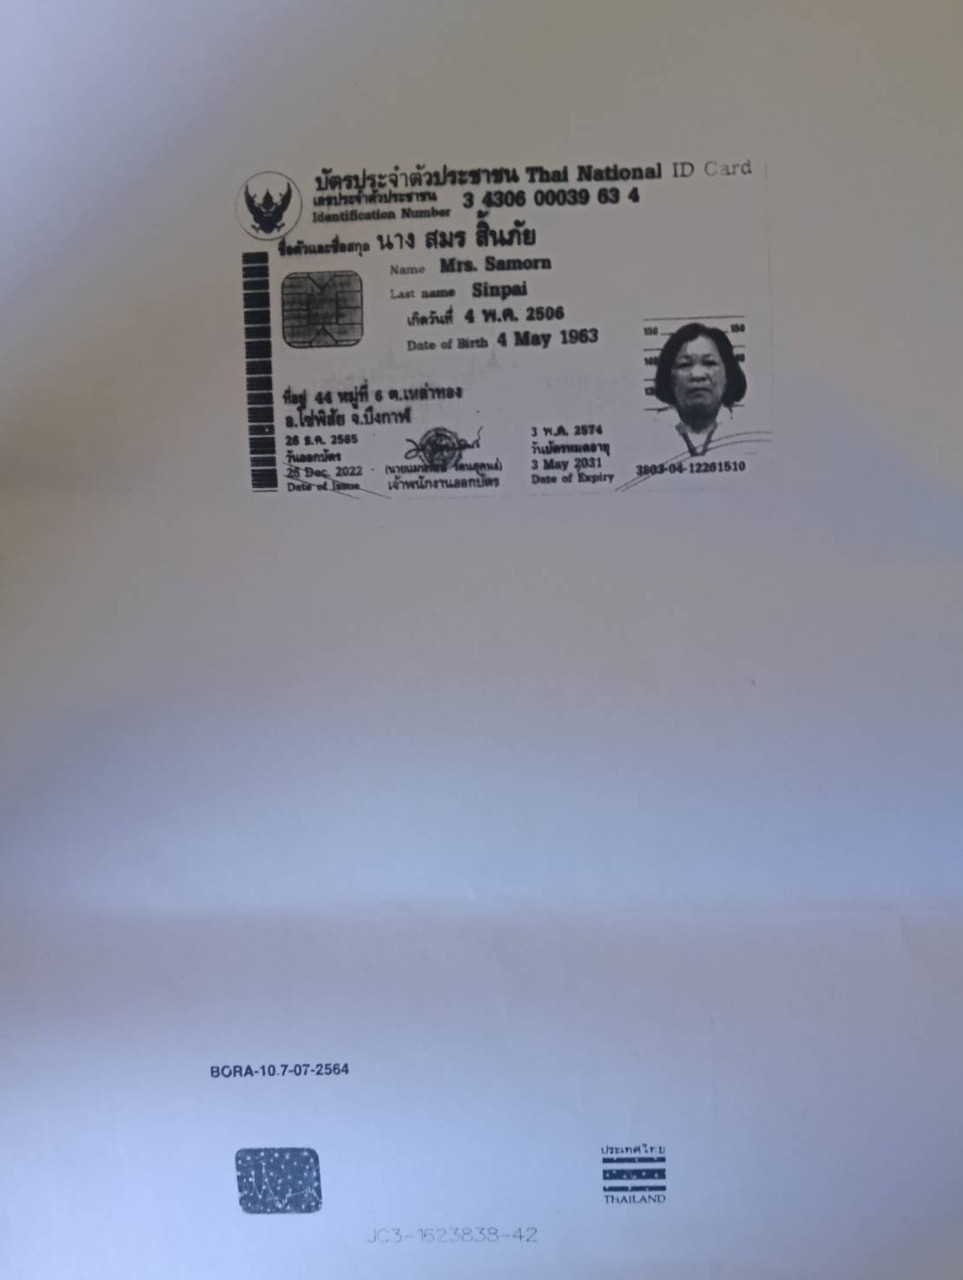 บัตรประจำตัวประชาชน Thai National ID Card
เลขประจำตัวประชาชน 3 4306 00039 63 4
Identification Number
ชื่อตัวและชื่อสกุล นาง สมร สิ้นภัย
Name Mrs. Samorn
Last name Sinpai
เกิดวันที่ 4 พ.ค. 2506
Date of Birth 4 May 1963
ที่อยู่ 44 หมู่ที่ 6 ต.เหล่าทอง
อ.โซ่พิสัย จ.บึงกาฬ
26 ธ.ค. 2565
วันออกบัตร
26 Dec. 2022
Date of Issue
เจ้าพนักงานออกบัตร
3 พ.ค. 2574
วันบัตรหมดอายุ
3 May 2031
Date of Expiry
150 150
3803-04-12261510
BORA-10.7-07-2564
ประเทศไทย
THAILAND
JC3-1623838-42